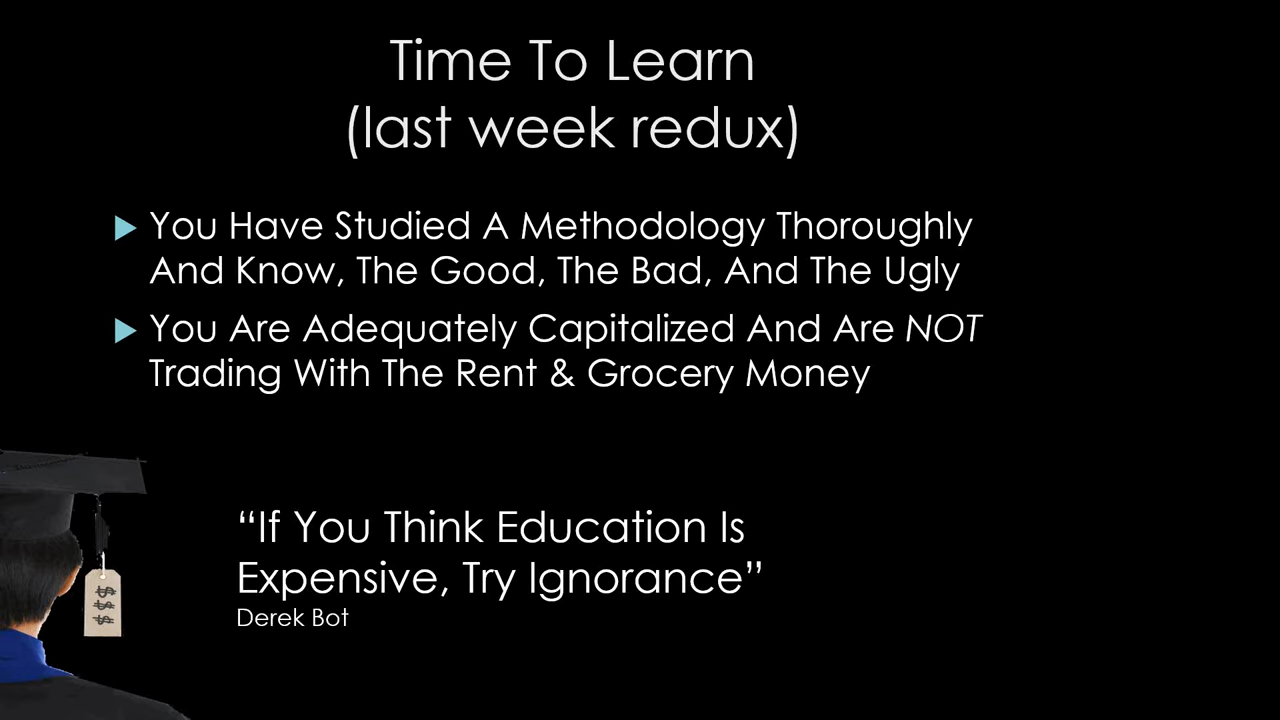 Time To Learn
(last week redux)
You Have Studied A Methodology Thoroughly
And Know, The Good, The Bad, And The Ugly
You Are Adequately Capitalized And Are NOT
Trading With The Rent & Grocery Money
“If You Think Education Is
Expensive, Try Ignorance”
Derek Bot
$
$
$